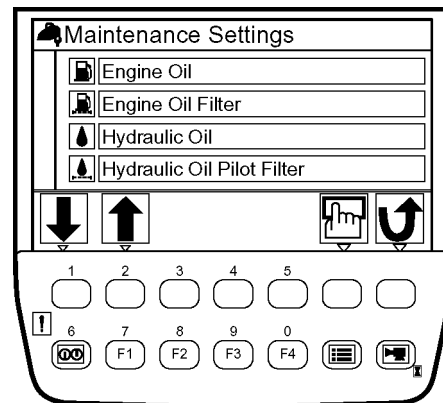 Maintenance Settings
Engine Oil
Engine Oil Filter
Hydraulic Oil
Hydraulic Oil Pilot Filter
1 2 3 4 5
!
6 7 8 9 0
F1 F2 F3 F4